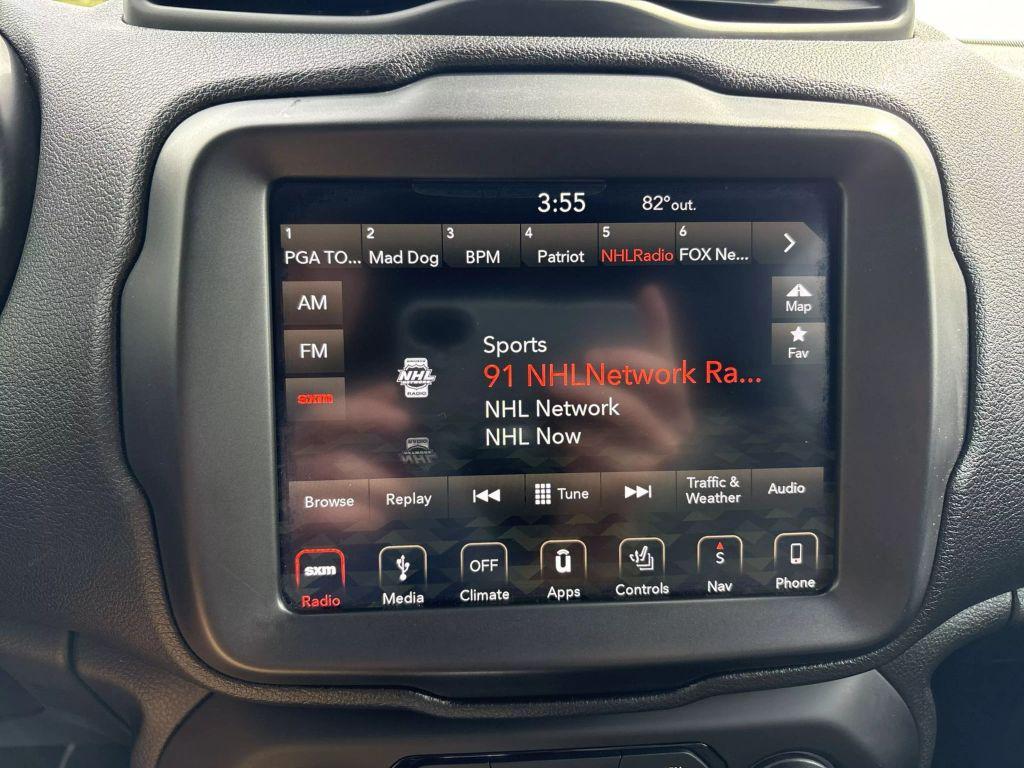 3:55 82°out.
1 2 3 4 5 6
PGA TO... Mad Dog BPM Patriot NHLRadio FOX Ne...
AM
Map
FM
Fav
sxm
Sports
91 NHLNetwork Ra...
NHL
RADIO
NHL Network
NHL Now
Browse Replay Tune Traffic &
Weather Audio
sxm OFF û S
Radio Media Climate Apps Controls Nav Phone